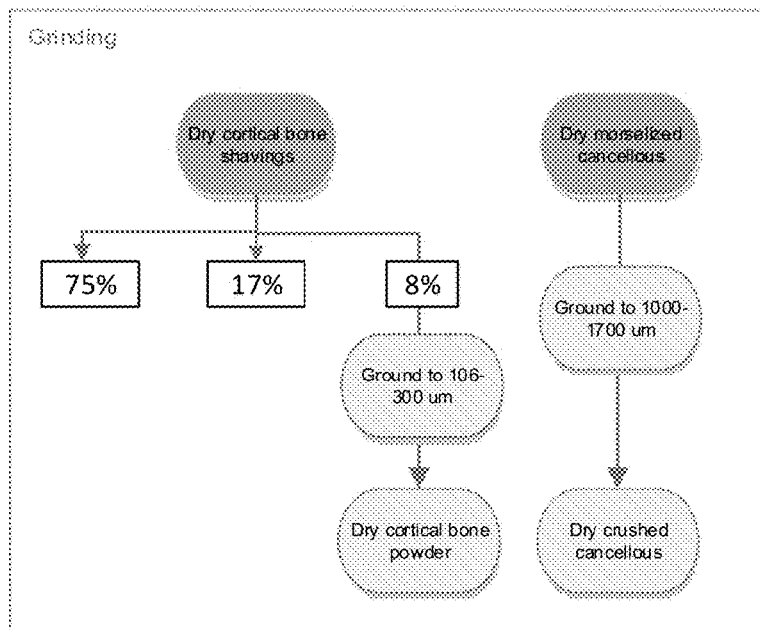 Grinding
Dry cortical bone
shavings
Dry morselized
cancellous
75%
17%
8%
Ground to 106-
300 um
Ground to 1000-
1700 um
Dry cortical bone
powder
Dry crushed
cancellous